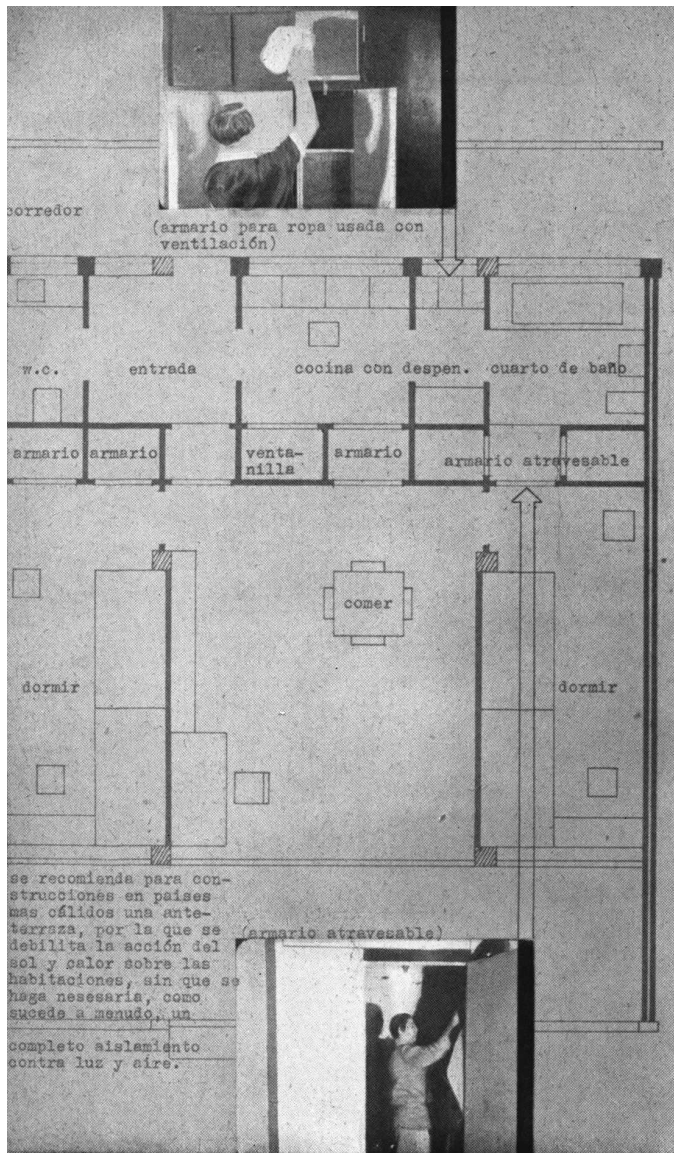 corredor
(armario para ropa usada con
ventilación)
w.c.
entrada
cocina con despen.
cuarto de baño
armario
armario
venta-
nilla
armario
armario atravesable
comer
dormir
dormir
se recomienda para con-
strucciones en paises
mas cálidos una ante-
terrsza, por la que se
debilita la acción del
sol y calor sobre las
habitaciones, sin que se
haga nesesaria, como
sucede a menudo, un
completo aislamiento
contra luz y aire.
(armario atravesable)